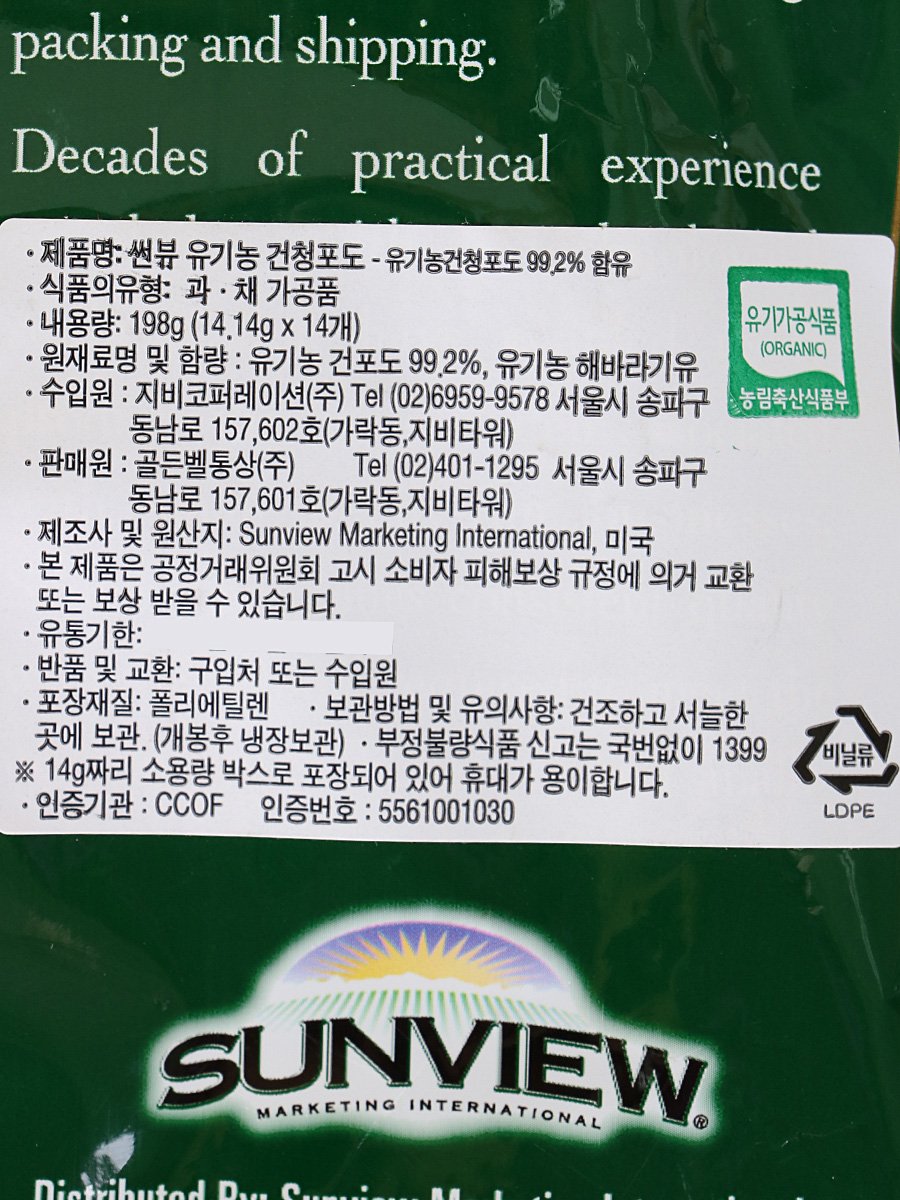 packing and shipping.
Decades of practical experience
· 제품명: 썬뷰 유기농 건청포도 - 유기농건청포도 99.2% 함유
· 식품의유형: 과 · 채 가공품
· 내용량: 198g (14.14g x 14개)
· 원재료명 및 함량 : 유기농 건포도 99.2%, 유기농 해바라기유
· 수입원 : 지비코퍼레이션(주) Tel (02)6959-9578 서울시 송파구
동남로 157,602호(가락동,지비타워)
· 판매원 : 골든벨통상(주) Tel (02)401-1295 서울시 송파구
동남로 157,601호(가락동,지비타워)
· 제조사 및 원산지: Sunview Marketing International, 미국
· 본 제품은 공정거래위원회 고시 소비자 피해보상 규정에 의거 교환
또는 보상 받을 수 있습니다.
· 유통기한:
· 반품 및 교환: 구입처 또는 수입원
· 포장재질: 폴리에틸렌 · 보관방법 및 유의사항: 건조하고 서늘한
곳에 보관. (개봉후 냉장보관) · 부정불량식품 신고는 국번없이 1399
※ 14g짜리 소용량 박스로 포장되어 있어 휴대가 용이합니다.
· 인증기관 : CCOF 인증번호 : 5561001030
유기가공식품
(ORGANIC)
농림축산식품부
비닐류
LDPE
SUNVIEW
MARKETING INTERNATIONAL ®
Distributed By: Sunview Marketing